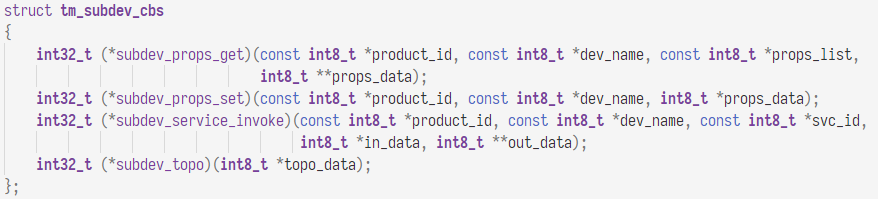 struct tm_subdev_cbs
{
    int32_t (*subdev_props_get)(const int8_t *product_id, const int8_t *dev_name, const int8_t *props_list,
                                int8_t **props_data);
    int32_t (*subdev_props_set)(const int8_t *product_id, const int8_t *dev_name, int8_t *props_data);
    int32_t (*subdev_service_invoke)(const int8_t *product_id, const int8_t *dev_name, const int8_t *svc_id,
                                     int8_t *in_data, int8_t **out_data);
    int32_t (*subdev_topo)(int8_t *topo_data);
};